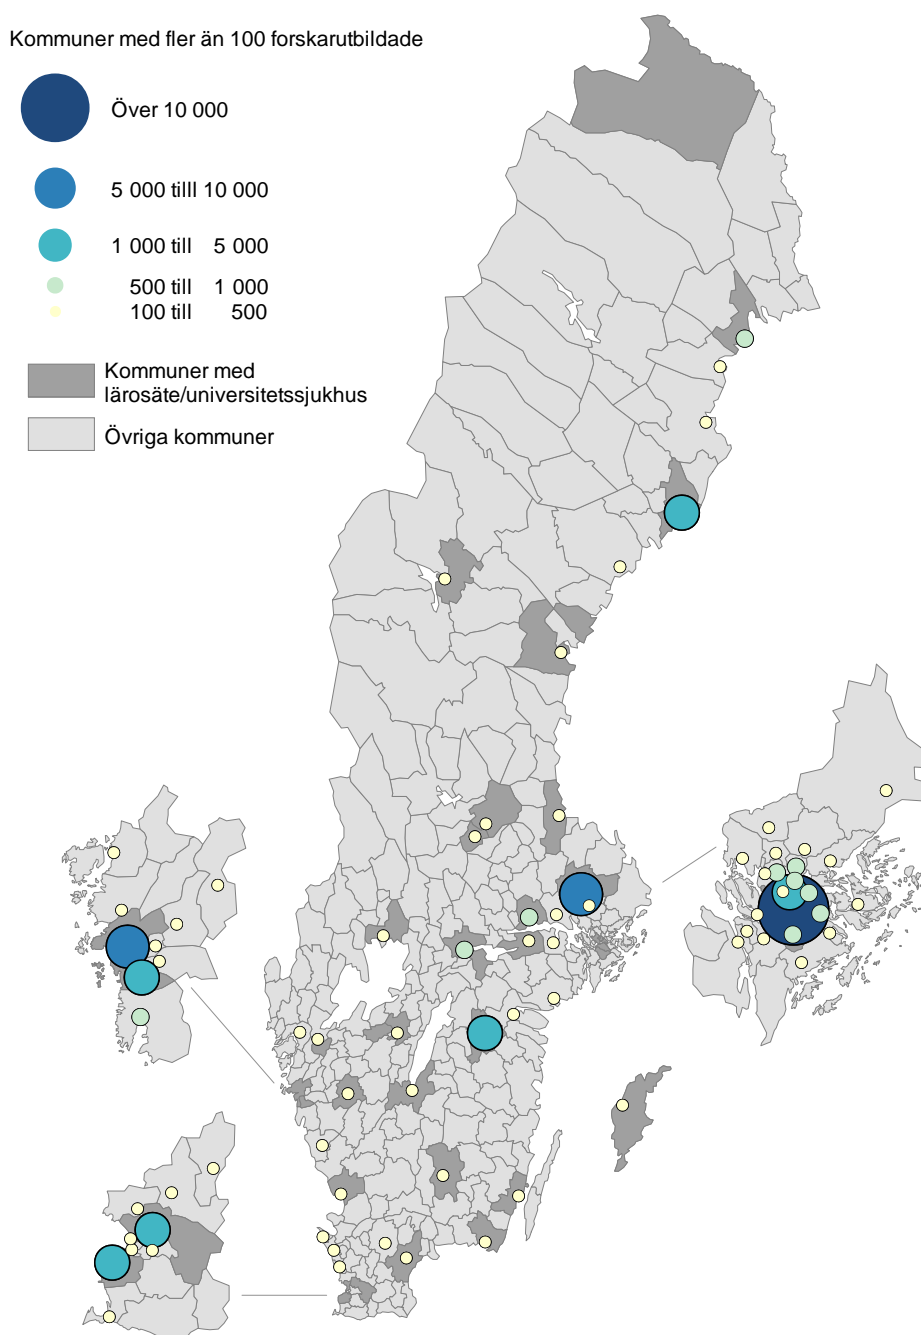 Kommuner med fler än 100 forskarutbildade
Över 10 000
5 000 tilll 10 000
1 000 till 5 000
500 till 1 000
100 till 500
Kommuner med
lärosäte/universitetssjukhus
Övriga kommuner